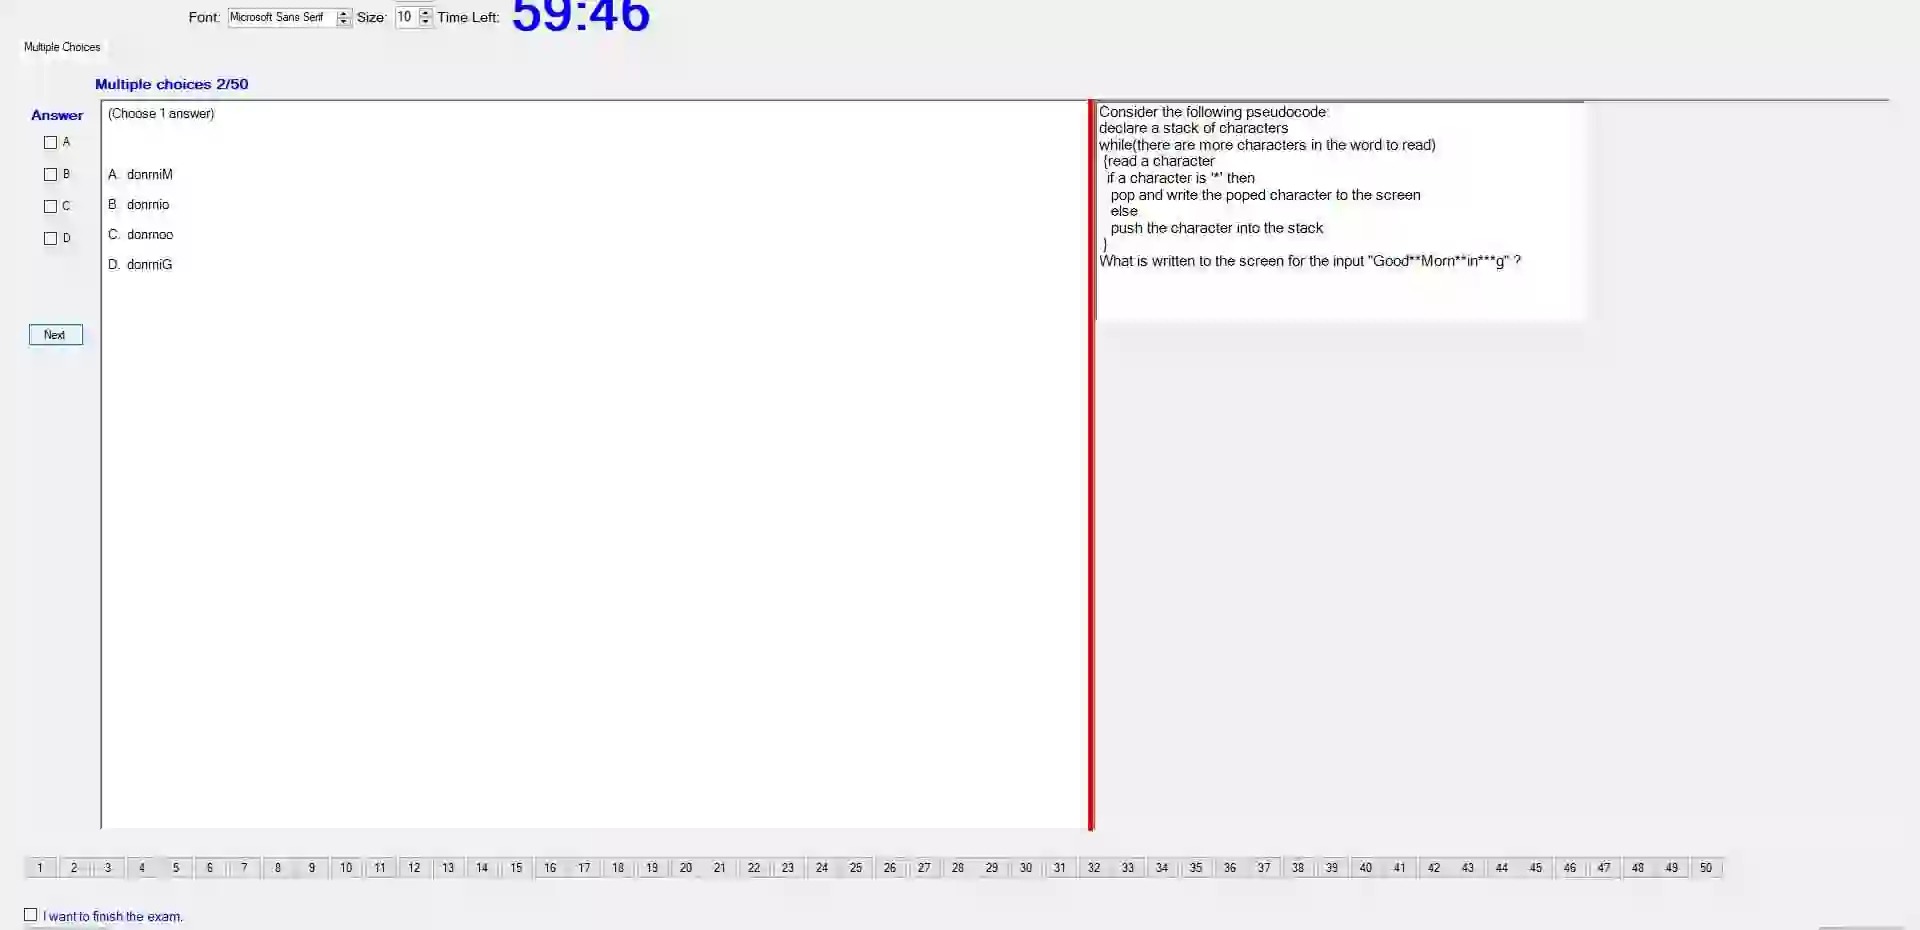 Font: Microsoft Sans Serif Size: 10 Time Left: 59:46
Multiple Choices
Multiple choices 2/50
Answer
A
B
C
D
Next
(Choose 1 answer)
A. donrniM
B. donrnio
C. donrnoo
D. donrniG
Consider the following pseudocode:
declare a stack of characters
while(there are more characters in the word to read)
{read a character
if a character is '*' then
pop and write the poped character to the screen
else
push the character into the stack
}
What is written to the screen for the input "Good**Morn**in***g" ?
1 2 3 4 5 6 7 8 9 10 11 12 13 14 15 16 17 18 19 20 21 22 23 24 25 26 27 28 29 30 31 32 33 34 35 36 37 38 39 40 41 42 43 44 45 46 47 48 49 50
I want to finish the exam.